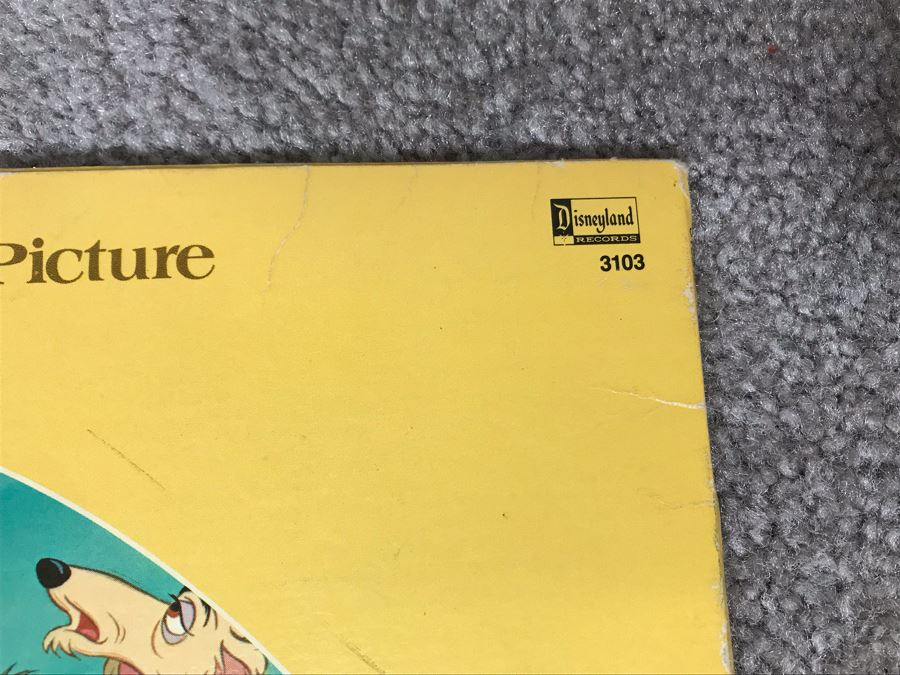 Disneyland
RECORDS
3103
Picture